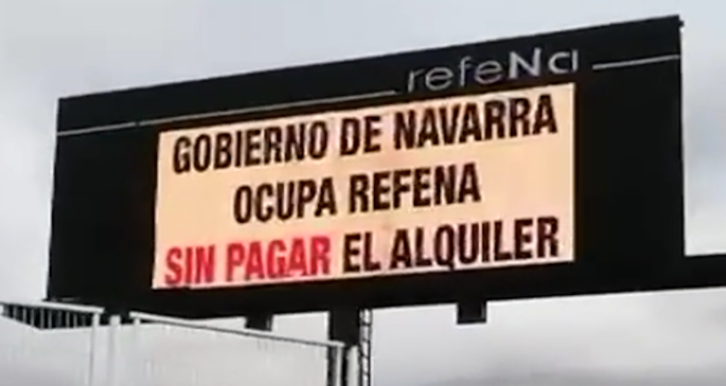 refeNa
GOBIERNO DE NAVARRA
OCUPA REFENA
SIN PAGAR EL ALQUILER